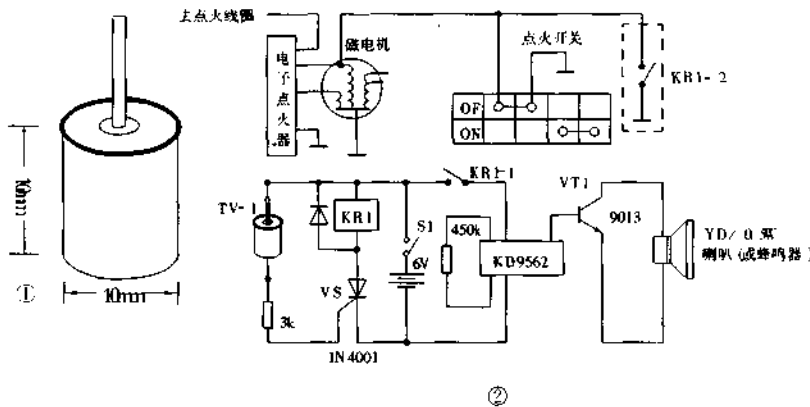 去点火线圈
磁电机
电子点火器
点火开关
KR1-2
OF
ON
10mm
10mm
①
TV-1
KR1
KR1-1
S1
6V
VS
3k
1N4001
450k
KD9562
VT1
9013
YD/
喇叭(或蜂鸣器)
②